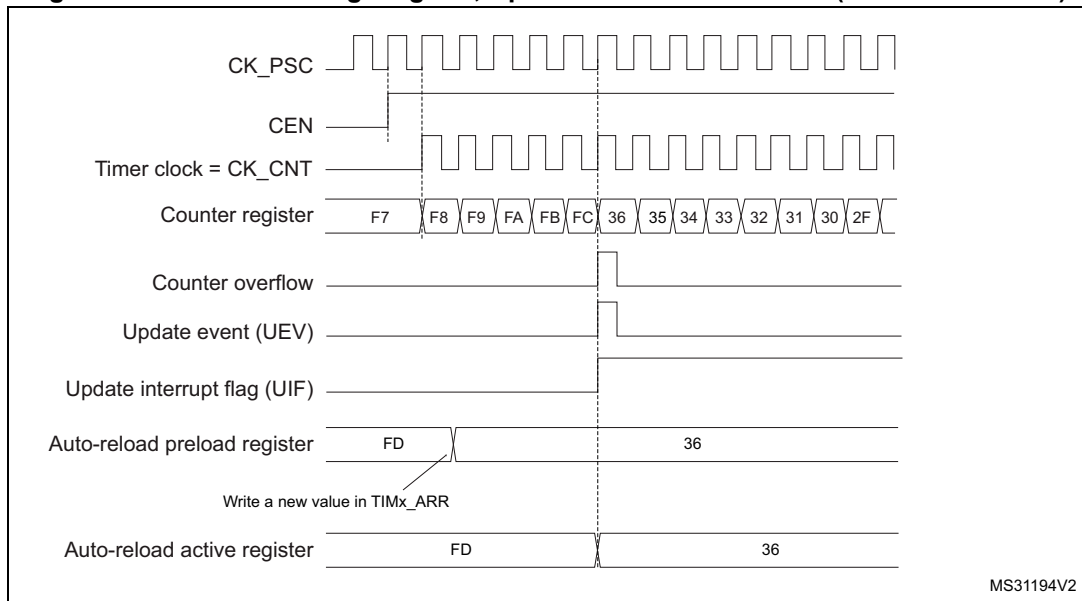 CK_PSC
CEN
Timer clock = CK_CNT
Counter register F7 F8 F9 FA FB FC 36 35 34 33 32 31 30 2F
Counter overflow
Update event (UEV)
Update interrupt flag (UIF)
Auto-reload preload register FD 36
Write a new value in TIMx_ARR
Auto-reload active register FD 36
MS31194V2